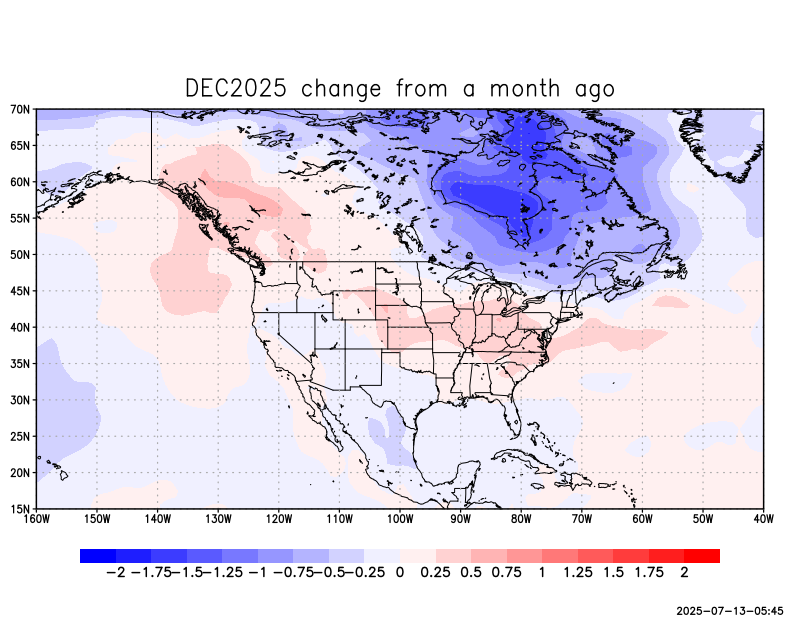 DEC2025 change from a month ago
70N
65N
60N
55N
50N
45N
40N
35N
30N
25N
20N
15N
160W 150W 140W 130W 120W 110W 100W 90W 80W 70W 60W 50W 40W
-2 -1.75 -1.5 -1.25 -1 -0.75 -0.5 -0.25 0 0.25 0.5 0.75 1 1.25 1.5 1.75 2
2025-07-13-05:45